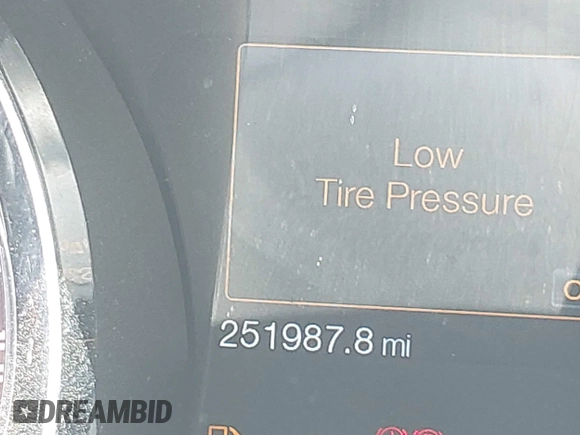 Low
Tire Pressure
251987.8 mi
DREAMBID